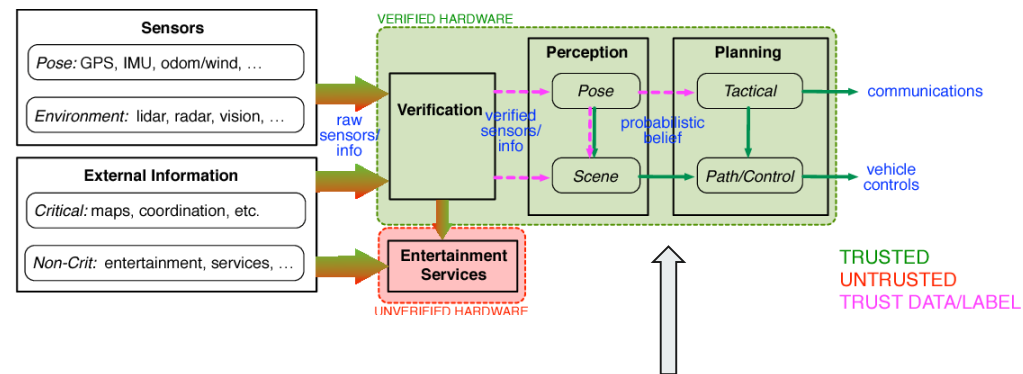 VERIFIED HARDWARE
Sensors
Pose: GPS, IMU, odom/wind, …
Environment: lidar, radar, vision, …
External Information
Critical: maps, coordination, etc.
Non-Crit: entertainment, services, …
raw
sensors/
info
Verification
verified
sensors/
info
Perception
Pose
Scene
probabilistic
belief
Planning
Tactical
Path/Control
communications
vehicle
controls
Entertainment
Services
UNVERIFIED HARDWARE
TRUSTED
UNTRUSTED
TRUST DATA/LABEL